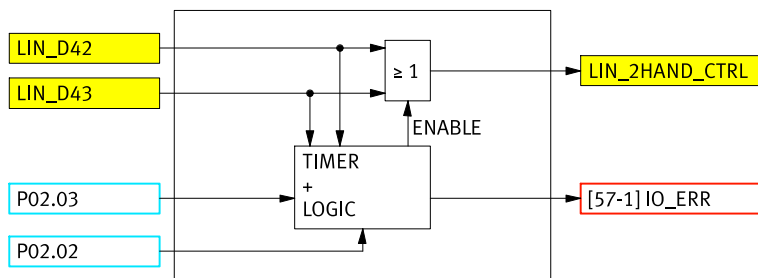 LIN_D42
LIN_D43
≥ 1
LIN_2HAND_CTRL
ENABLE
TIMER
+
LOGIC
P02.03
[57-1] IO_ERR
P02.02